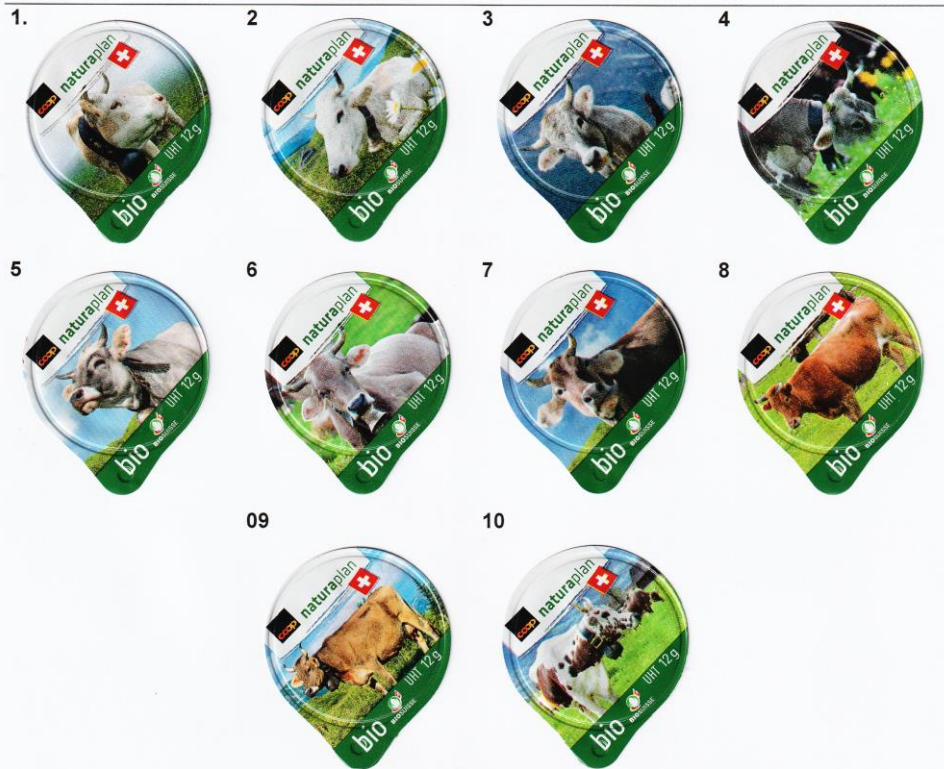 1.
2
3
4
coop naturaplan
UHT 12g
bio BIOSUISSE
coop naturaplan
UHT 12g
bio BIOSUISSE
coop naturaplan
UHT 12g
bio BIOSUISSE
coop naturaplan
UHT 12g
bio BIOSUISSE
5
6
7
8
coop naturaplan
UHT 12g
bio BIOSUISSE
coop naturaplan
UHT 12g
bio BIOSUISSE
coop naturaplan
UHT 12g
bio BIOSUISSE
coop naturaplan
UHT 12g
bio BIOSUISSE
09
10
coop naturaplan
UHT 12g
bio BIOSUISSE
coop naturaplan
UHT 12g
bio BIOSUISSE